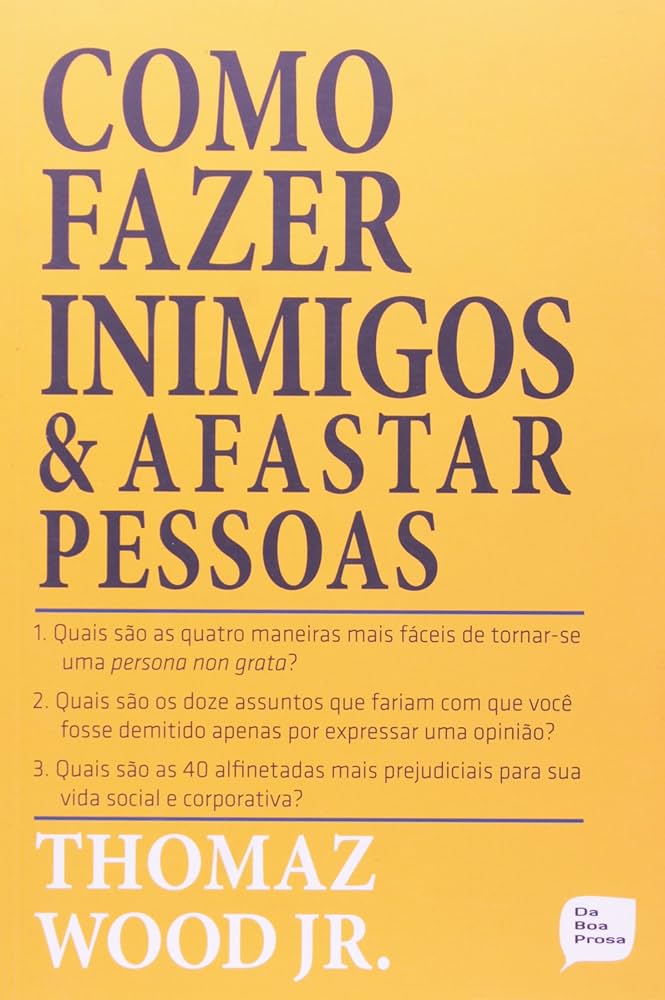 COMO
FAZER
INIMIGOS
& AFASTAR
PESSOAS
1. Quais são as quatro maneiras mais fáceis de tornar-se
uma persona non grata?
2. Quais são os doze assuntos que fariam com que você
fosse demitido apenas por expressar uma opinião?
3. Quais são as 40 alfinetadas mais prejudiciais para sua
vida social e corporativa?
THOMAZ
WOOD JR.
Da
Boa
Prosa